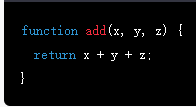 function add(x, y, z) {
  return x + y + z;
}